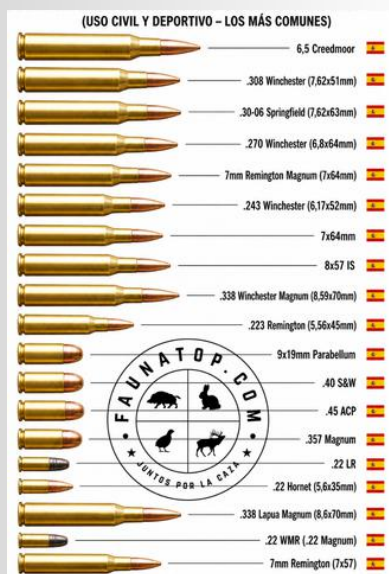 (USO CIVIL Y DEPORTIVO – LOS MÁS COMUNES)
6,5 Creedmoor
.308 Winchester (7,62x51mm)
.30-06 Springfield (7,62x63mm)
.270 Winchester (6,8x64mm)
7mm Remington Magnum (7x64mm)
.243 Winchester (6,17x52mm)
7x64mm
8x57 IS
.338 Winchester Magnum (8,59x70mm)
.223 Remington (5,56x45mm)
9x19mm Parabellum
.40 S&W
.45 ACP
.357 Magnum
.22 LR
.22 Hornet (5,6x35mm)
.338 Lapua Magnum (8,6x70mm)
.22 WMR (.22 Magnum)
7mm Remington (7x57)
FAUNATOP.COM
JUNTOS POR LA CAZA